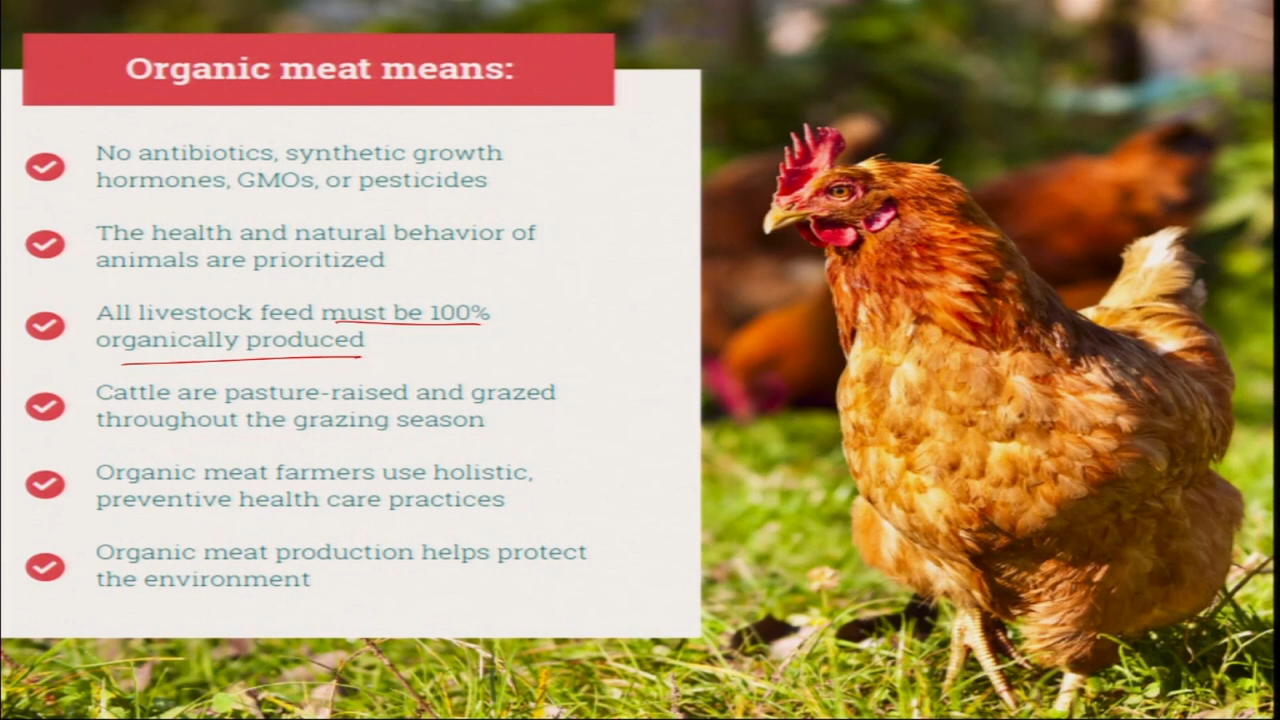 Organic meat means:
No antibiotics, synthetic growth
hormones, GMOs, or pesticides
The health and natural behavior of
animals are prioritized
All livestock feed must be 100%
organically produced
Cattle are pasture-raised and grazed
throughout the grazing season
Organic meat farmers use holistic,
preventive health care practices
Organic meat production helps protect
the environment